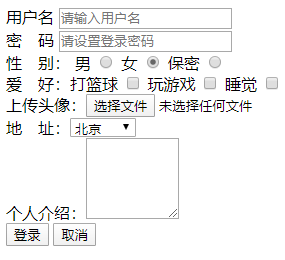 用户名 请输入用户名
密 码 请设置登录密码
性 别： 男 女 保密
爱 好：打篮球 玩游戏 睡觉
上传头像： 选择文件 未选择任何文件
地 址： 北京
个人介绍：
登录 取消